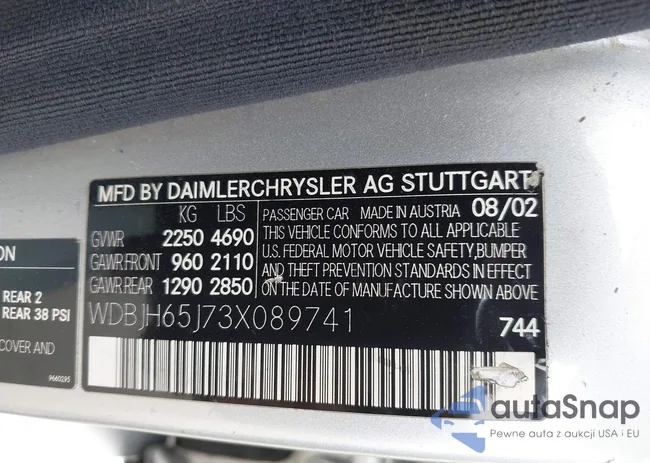 MFD BY DAIMLERCHRYSLER AG STUTTGART
KG LBS
GVWR 2250 4690
GAWR.FRONT 960 2110
GAWR.REAR 1290 2850
PASSENGER CAR MADE IN AUSTRIA 08/02
THIS VEHICLE CONFORMS TO ALL APPLICABLE
U.S. FEDERAL MOTOR VEHICLE SAFETY,BUMPER
AND THEFT PREVENTION STANDARDS IN EFFECT
ON THE DATE OF MANUFACTURE SHOWN ABOVE
WDBJH65J73X089741
744
ON
REAR 2
REAR 38 PSI
COVER AND
9660295
autaSnap
Pewne auta z aukcji USA i EU